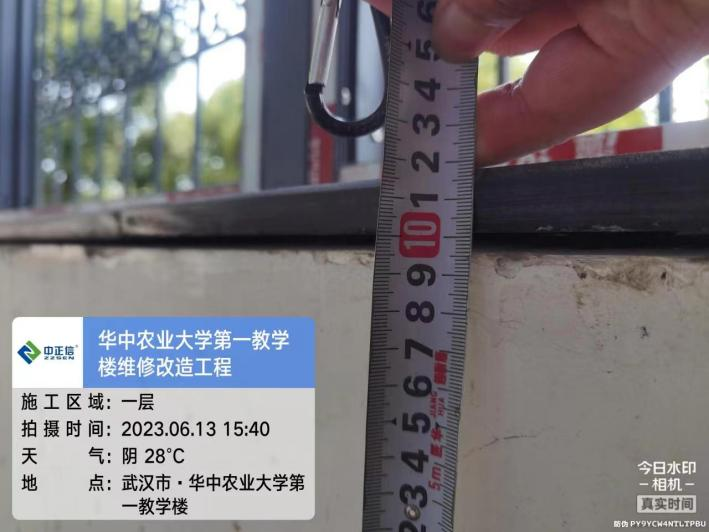 6
5
4
3
2
1
10
9
8
7
6
5
4
3
2
JIANG
HUA
5m
中正信®
ZZSEN
华中农业大学第一教学
楼维修改造工程
施工区域：一层
拍摄时间：2023.06.13 15:40
天气：阴 28℃
地点：武汉市·华中农业大学第
一教学楼
今日水印
-相机-
真实时间
防伪 PY9YCW4NTLTPBU